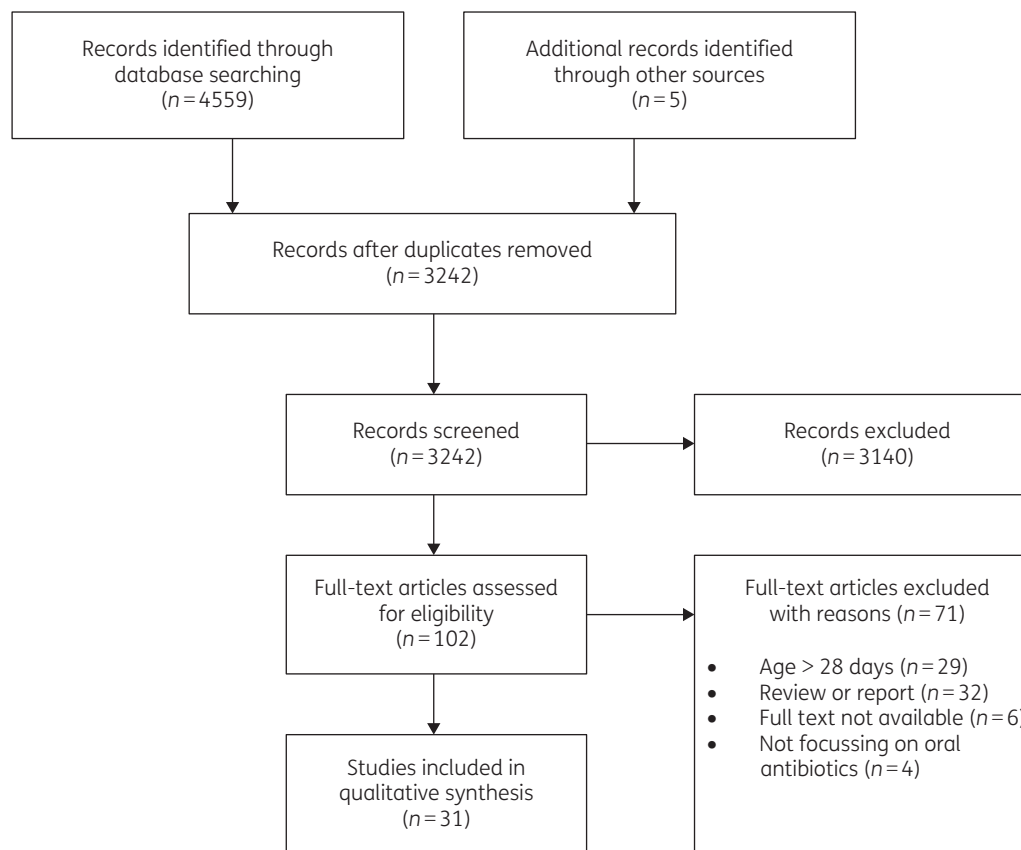 Records identified through
database searching
(n=4559)
Additional records identified
through other sources
(n=5)
Records after duplicates removed
(n=3242)
Records screened
(n=3242)
Records excluded
(n=3140)
Full-text articles assessed
for eligibility
(n=102)
Full-text articles excluded
with reasons (n=71)
• Age > 28 days (n=29)
• Review or report (n=32)
• Full text not available (n=6)
• Not focussing on oral
antibiotics (n=4)
Studies included in
qualitative synthesis
(n=31)